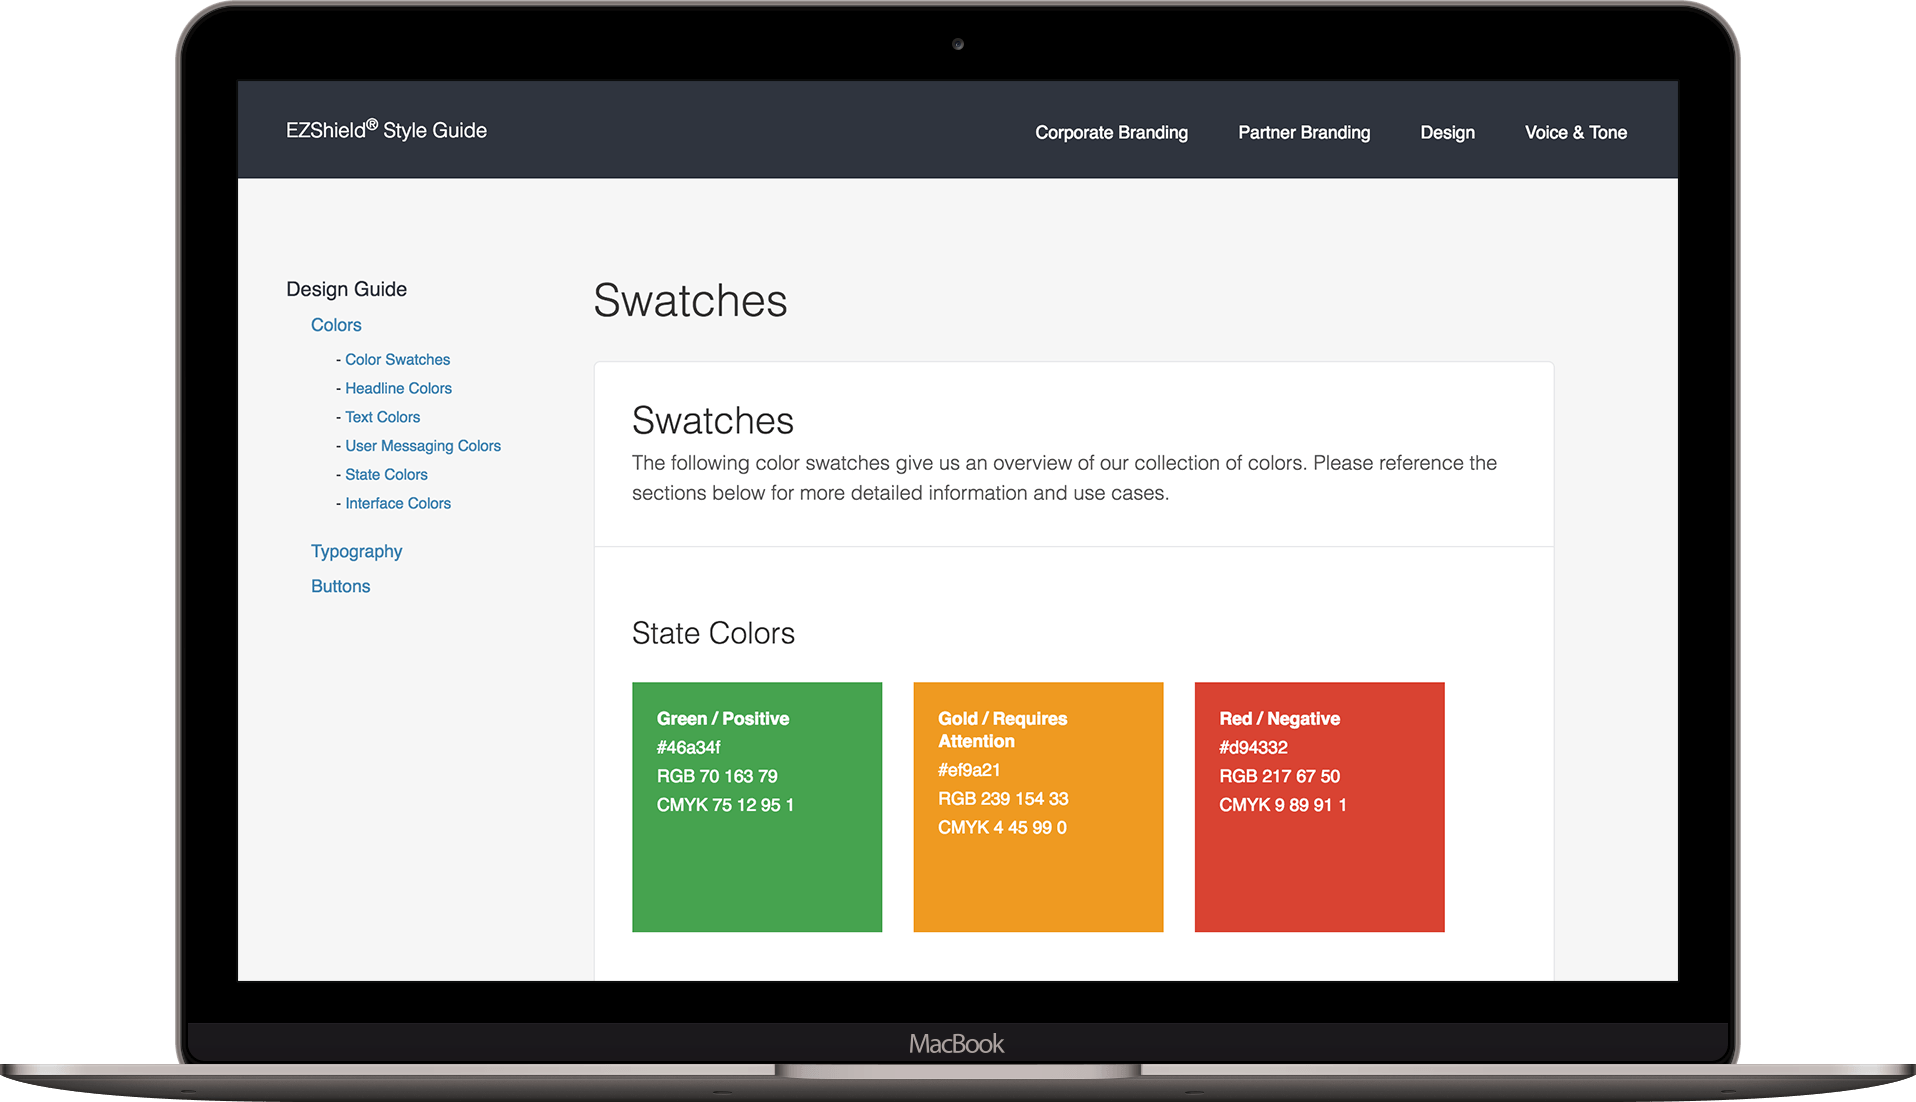 EZShield® Style Guide
Corporate Branding
Partner Branding
Design
Voice & Tone
Design Guide
Colors
- Color Swatches
- Headline Colors
- Text Colors
- User Messaging Colors
- State Colors
- Interface Colors
Typography
Buttons
Swatches
Swatches
The following color swatches give us an overview of our collection of colors. Please reference the
sections below for more detailed information and use cases.
State Colors
Green / Positive
#46a34f
RGB 70 163 79
CMYK 75 12 95 1
Gold / Requires
Attention
#ef9a21
RGB 239 154 33
CMYK 4 45 99 0
Red / Negative
#d94332
RGB 217 67 50
CMYK 9 89 91 1
MacBook